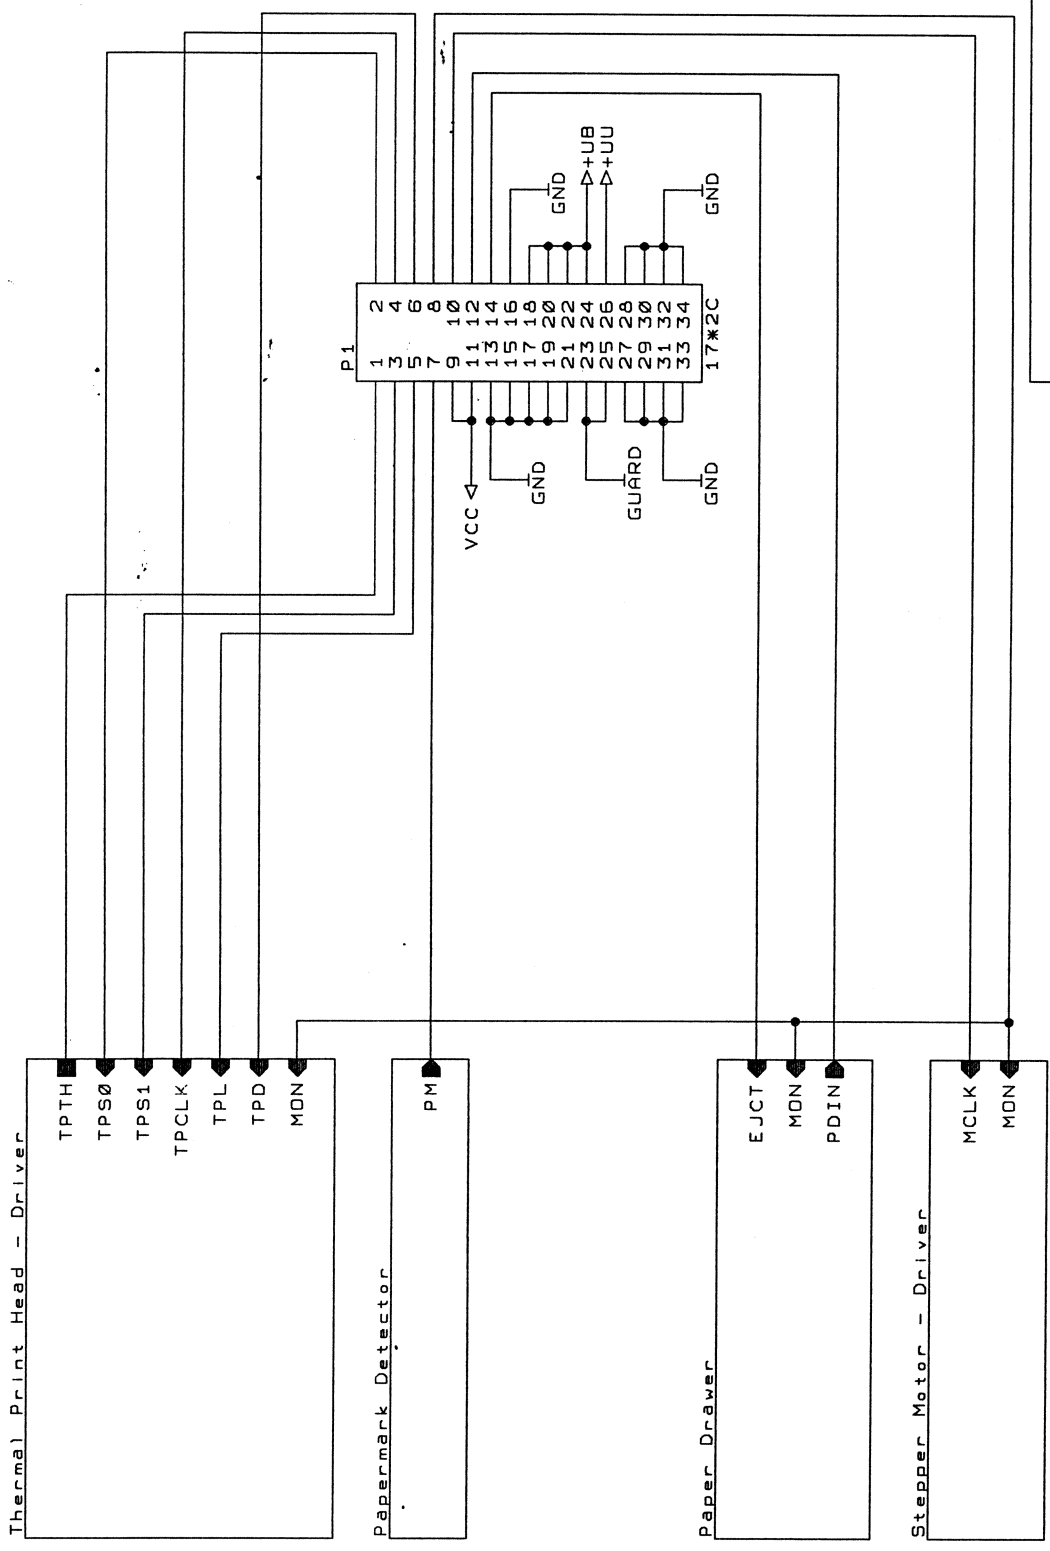 Thermal Print Head - Driver
TPTH
TPSØ
TPS1
TPCLK
TPL
TPD
MON
Papermark Detector
PM
Paper Drawer
EJCT
MON
PDIN
Stepper Motor - Driver
MCLK
MON
P1
1 2
3 4
5 6
7 8
9 10
11 12
13 14
15 16
17 18
19 20
21 22
23 24
25 26
27 28
29 30
31 32
33 34
17*2C
VCC
GND
GUARD
GND
GND
+UB
+UU
GND